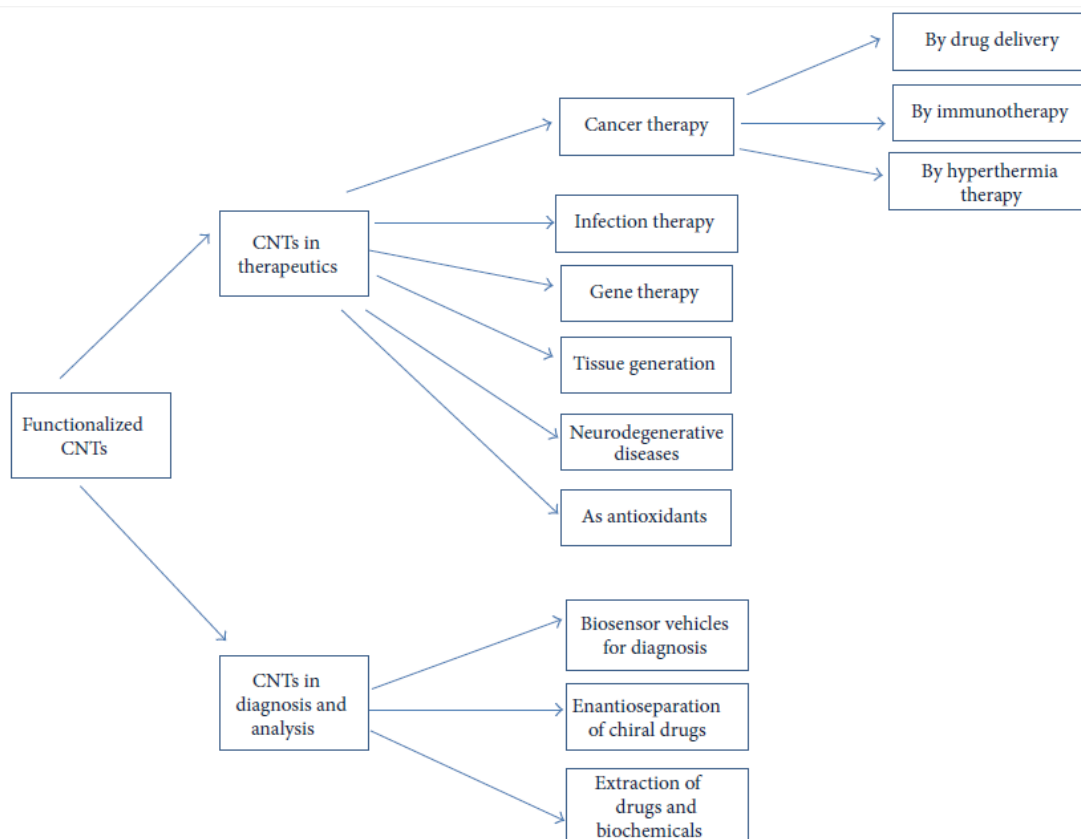 By drug delivery
By immunotherapy
Cancer therapy
By hyperthermia
therapy
Infection therapy
CNTs in
therapeutics
Gene therapy
Tissue generation
Functionalized
CNTs
Neurodegenerative
diseases
As antioxidants
Biosensor vehicles
for diagnosis
CNTs in
diagnosis and
analysis
Enantioseparation
of chiral drugs
Extraction of
drugs and
biochemicals